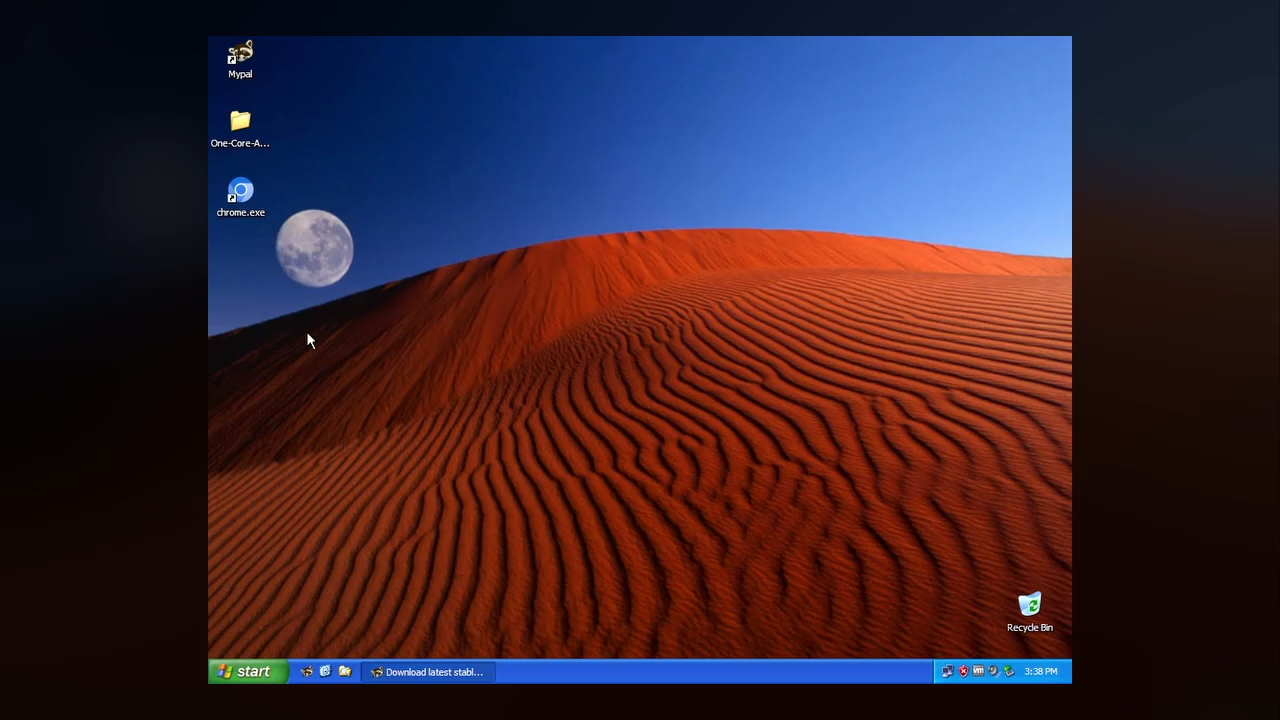 Mypal
One-Core-A...
chrome.exe
Recycle Bin
start
Download latest stabl...
3:38 PM